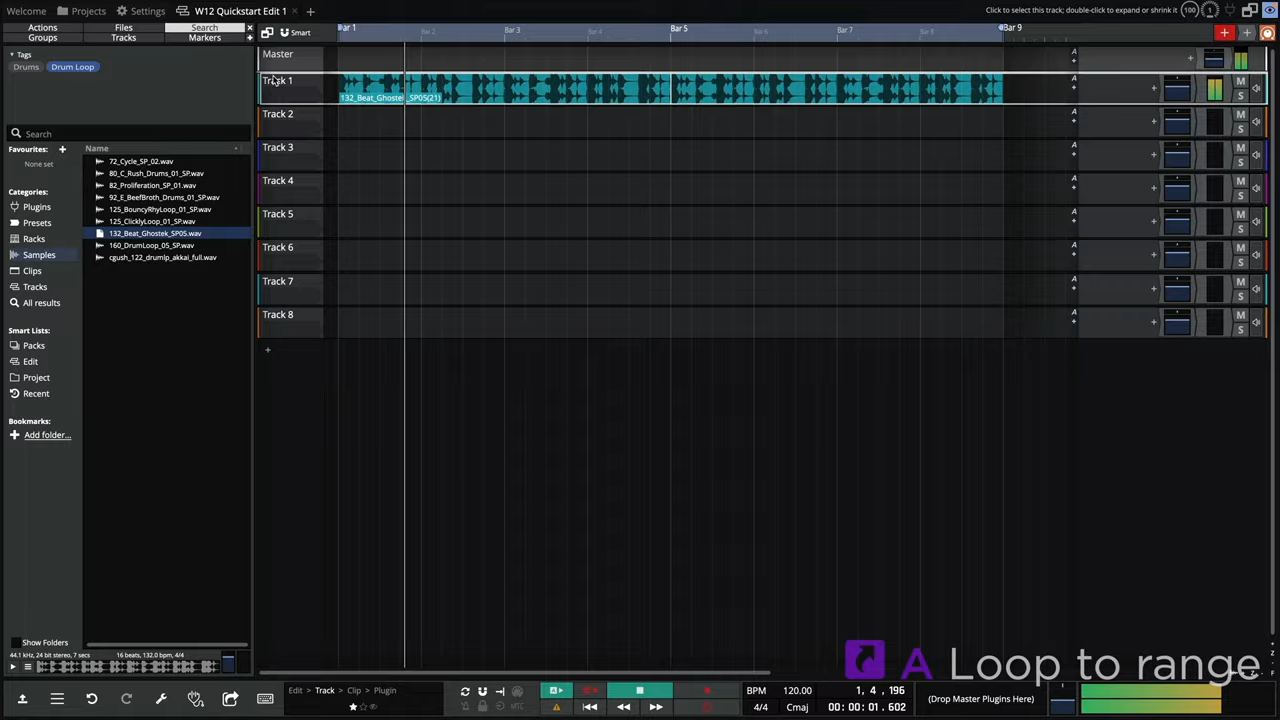 Welcome Projects Settings W12 Quickstart Edit 1
Click to select this track; double-click to expand or shrink it
100 1
Actions Files Search
Groups Tracks Markers
Smart
Bar 1 Bar 2 Bar 3 Bar 4 Bar 5 Bar 6 Bar 7 Bar 8 Bar 9
Tags
Drums Drum Loop
Search
Favourites:
None set
Categories:
Plugins
Presets
Racks
Samples
Clips
Tracks
All results
Smart Lists:
Packs
Edit
Project
Recent
Bookmarks:
Add folder...
Show Folders
Name
72_Cycle_SP_02.wav
80_C_Rush_Drums_01_SP.wav
82_Proliferation_SP_01.wav
92_E_BeefBroth_Drums_01_SP.wav
125_BouncyRhyLoop_01_SP.wav
125_ClicklyLoop_01_SP.wav
132_Beat_Ghostek_SP05.wav
160_DrumLoop_05_SP.wav
cgush_122_drumlp_akkai_full.wav
44.1 kHz, 24 bit stereo, 7 secs 16 beats, 132.0 bpm, 4/4
Master A
Track 1 A M
S
132_Beat_Ghostek_SP05(21)
Track 2 A M
S
Track 3 A M
S
Track 4 A M
S
Track 5 A M
S
Track 6 A M
S
Track 7 A M
S
Track 8 A M
S
A Loop to range
Edit > Track > Clip > Plugin
MTC
A
BPM 120.00 1, 4, 196
4/4 Cmaj 00: 00: 01. 602
(Drop Master Plugins Here)